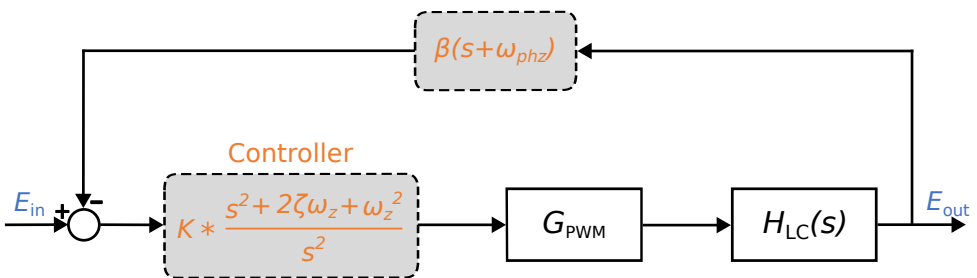 β(s+ω_phz)
Controller
E_in
+
-
K * (s² + 2ζω_z + ω_z²) / s²
G_PWM
H_LC(s)
E_out